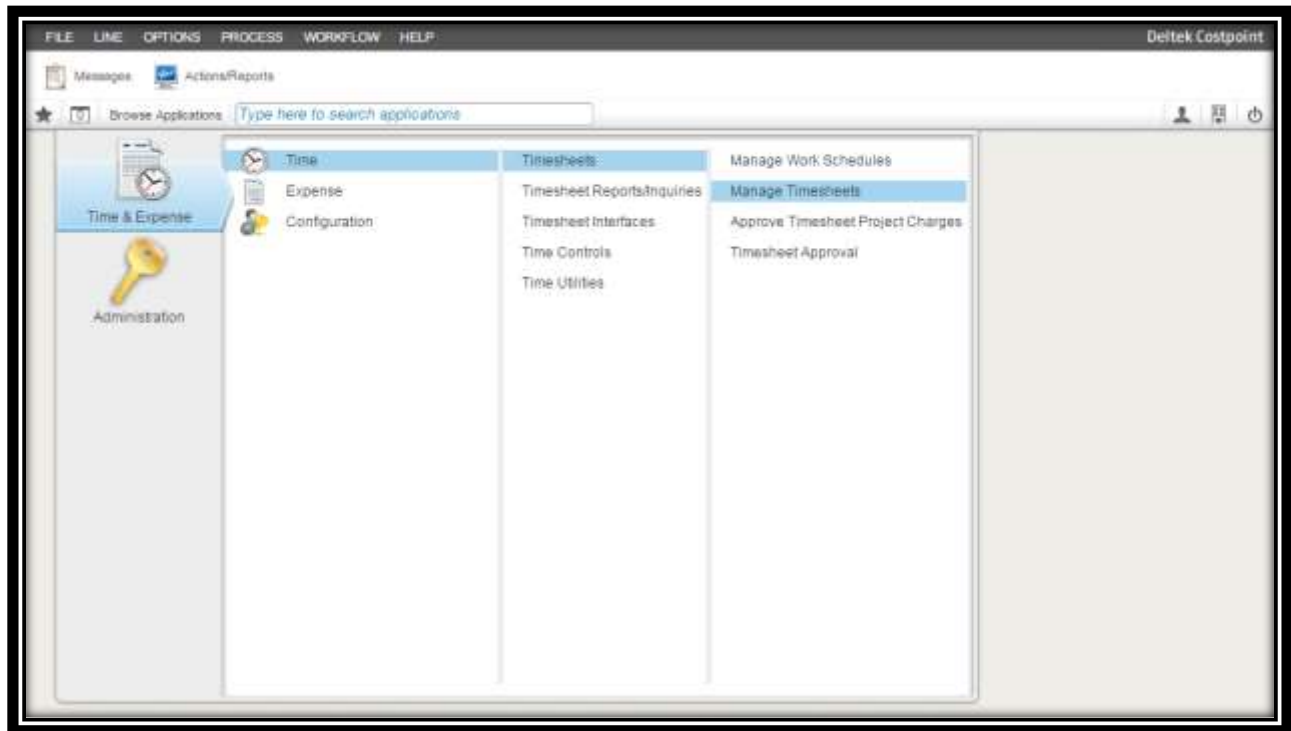 FILE LINE OPTIONS PROCESS WORKFLOW HELP Deltek Costpoint
Messages Actions/Reports
Browse Applications Type here to search applications
Time & Expense
Administration
Time
Expense
Configuration
Timesheets
Timesheet Reports/Inquiries
Timesheet Interfaces
Time Controls
Time Utilities
Manage Work Schedules
Manage Timesheets
Approve Timesheet Project Charges
Timesheet Approval